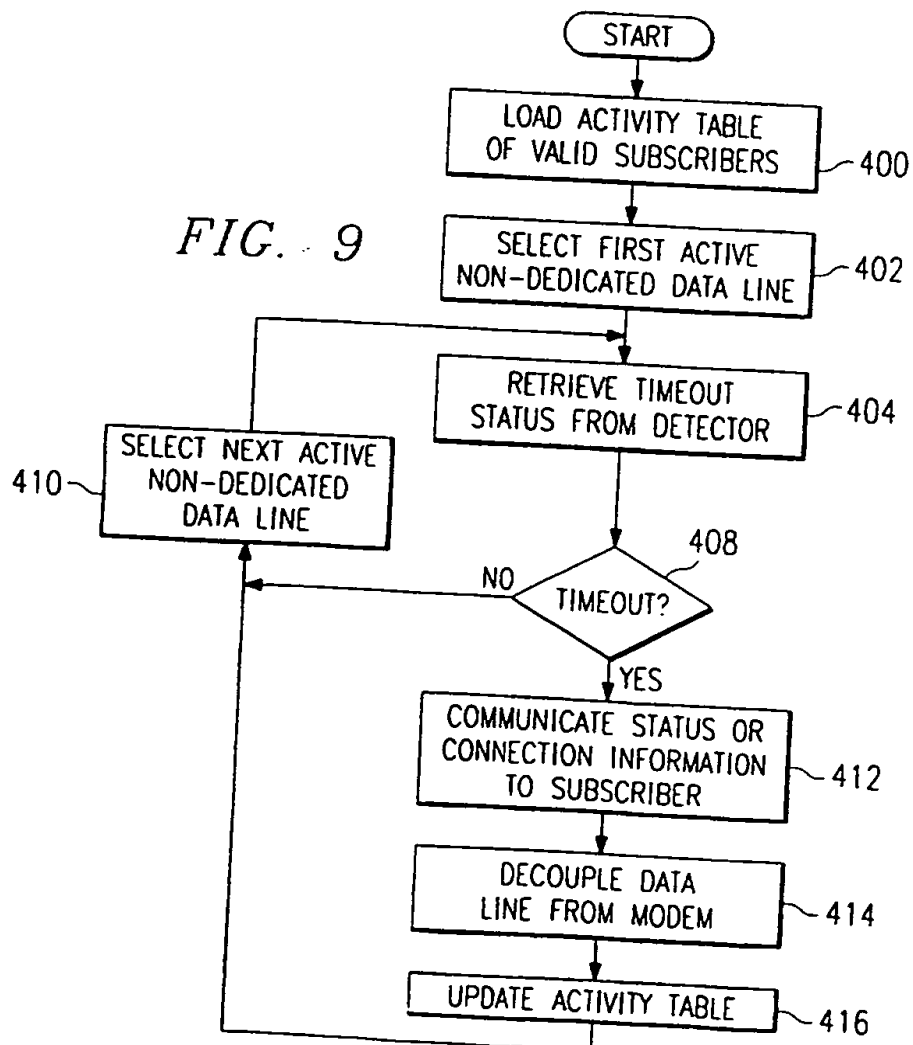 START
LOAD ACTIVITY TABLE
OF VALID SUBSCRIBERS
400
FIG. 9
SELECT FIRST ACTIVE
NON-DEDICATED DATA LINE
402
RETRIEVE TIMEOUT
STATUS FROM DETECTOR
404
SELECT NEXT ACTIVE
NON-DEDICATED
DATA LINE
410
408
TIMEOUT?
NO
YES
COMMUNICATE STATUS OR
CONNECTION INFORMATION
TO SUBSCRIBER
412
DECOUPLE DATA
LINE FROM MODEM
414
UPDATE ACTIVITY TABLE
416